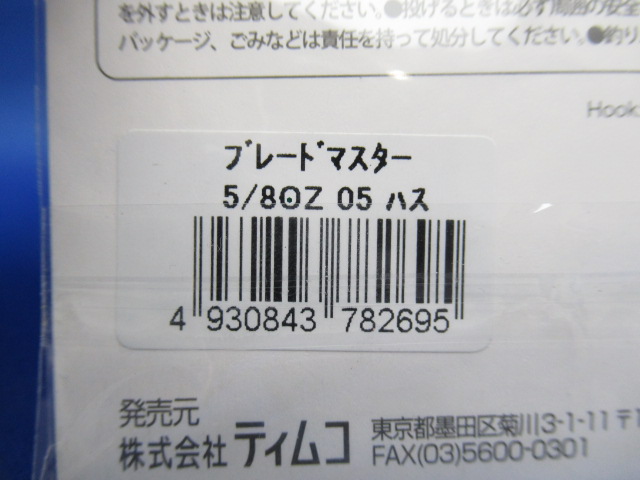 を外すときは注意してください。●投げるときは必ず周囲の安全
パッケージ、ごみなどは責任を持って処分してください。●釣り
Hook
ブレードマスター
5/8OZ 05 ハス
4 930843 782695
発売元
株式会社 ティムコ
東京都墨田区菊川3-1-11 〒1
FAX(03)5600-0301